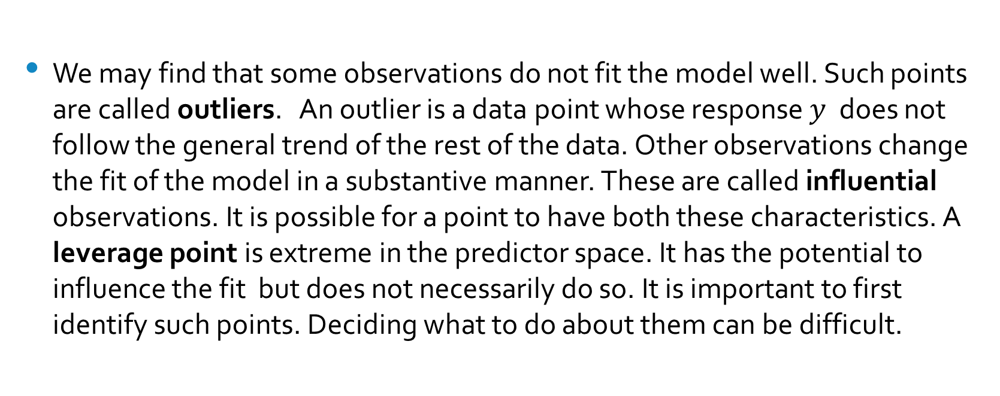 • We may find that some observations do not fit the model well. Such points
are called outliers. An outlier is a data point whose response y does not
follow the general trend of the rest of the data. Other observations change
the fit of the model in a substantive manner. These are called influential
observations. It is possible for a point to have both these characteristics. A
leverage point is extreme in the predictor space. It has the potential to
influence the fit but does not necessarily do so. It is important to first
identify such points. Deciding what to do about them can be difficult.